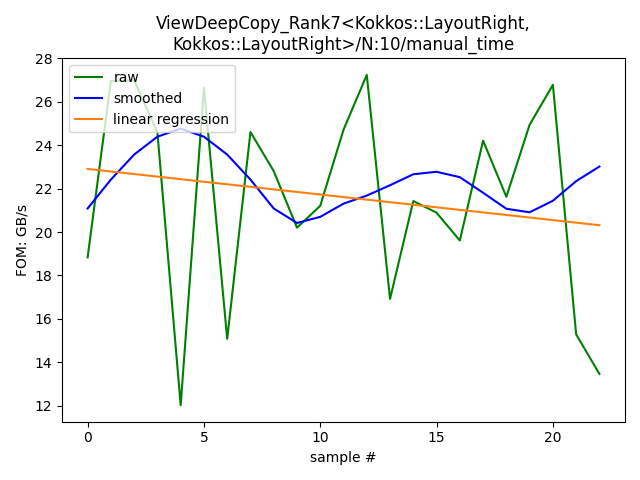 ViewDeepCopy_Rank7<Kokkos::LayoutRight,
Kokkos::LayoutRight>/N:10/manual_time
raw
smoothed
linear regression
FOM: GB/s
28
26
24
22
20
18
16
14
12
0
5
10
15
20
sample #